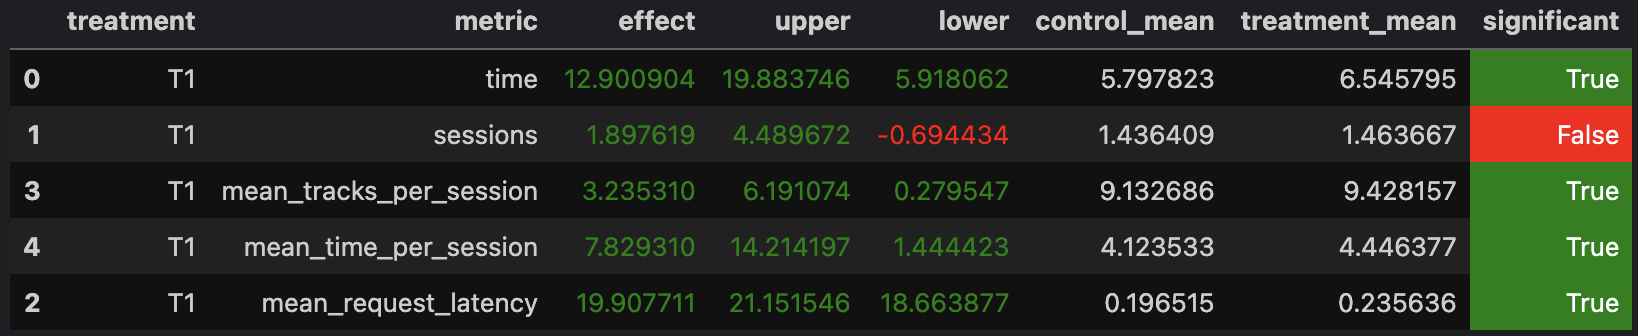 treatment metric effect upper lower control_mean treatment_mean significant
0 T1 time 12.900904 19.883746 5.918062 5.797823 6.545795 True
1 T1 sessions 1.897619 4.489672 -0.694434 1.436409 1.463667 False
3 T1 mean_tracks_per_session 3.235310 6.191074 0.279547 9.132686 9.428157 True
4 T1 mean_time_per_session 7.829310 14.214197 1.444423 4.123533 4.446377 True
2 T1 mean_request_latency 19.907711 21.151546 18.663877 0.196515 0.235636 True